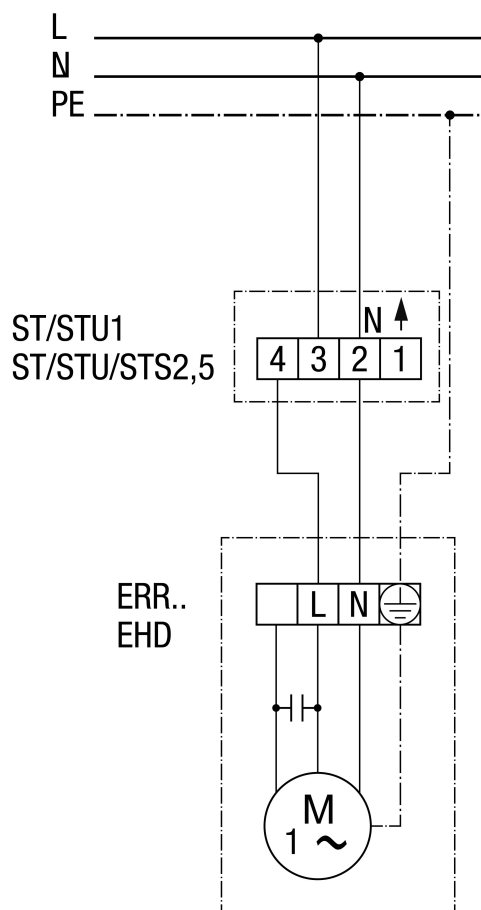 L
N
PE
ST/STU1
ST/STU/STS2,5
N
4 3 2 1
ERR..
EHD
L N
M
1 ~